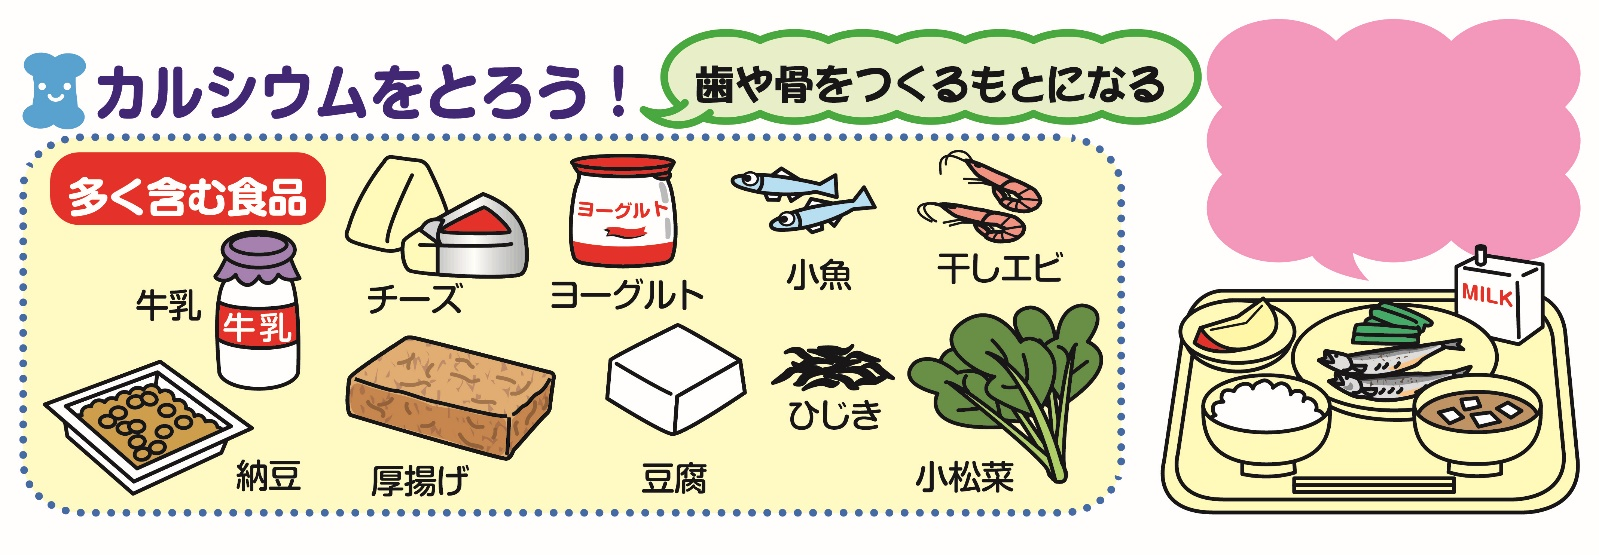 カルシウムをとろう！
歯や骨をつくるもとになる
多く含む食品
牛乳
牛乳
チーズ
ヨーグルト
ヨーグルト
小魚
干しエビ
納豆
厚揚げ
豆腐
ひじき
小松菜
MILK